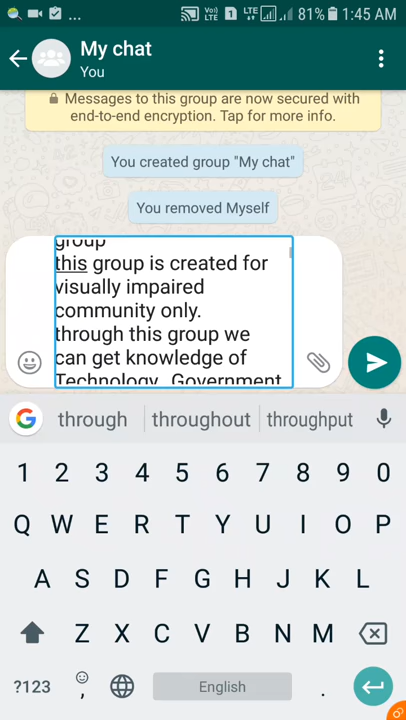 ... 81% 1:45 AM
My chat
You
Messages to this group are now secured with
end-to-end encryption. Tap for more info.
You created group "My chat"
You removed Myself
group
this group is created for
visually impaired
community only.
through this group we
can get knowledge of
Technology, Government
through throughout throughput
1 2 3 4 5 6 7 8 9 0
Q W E R T Y U I O P
A S D F G H J K L
Z X C V B N M
?123 , English .